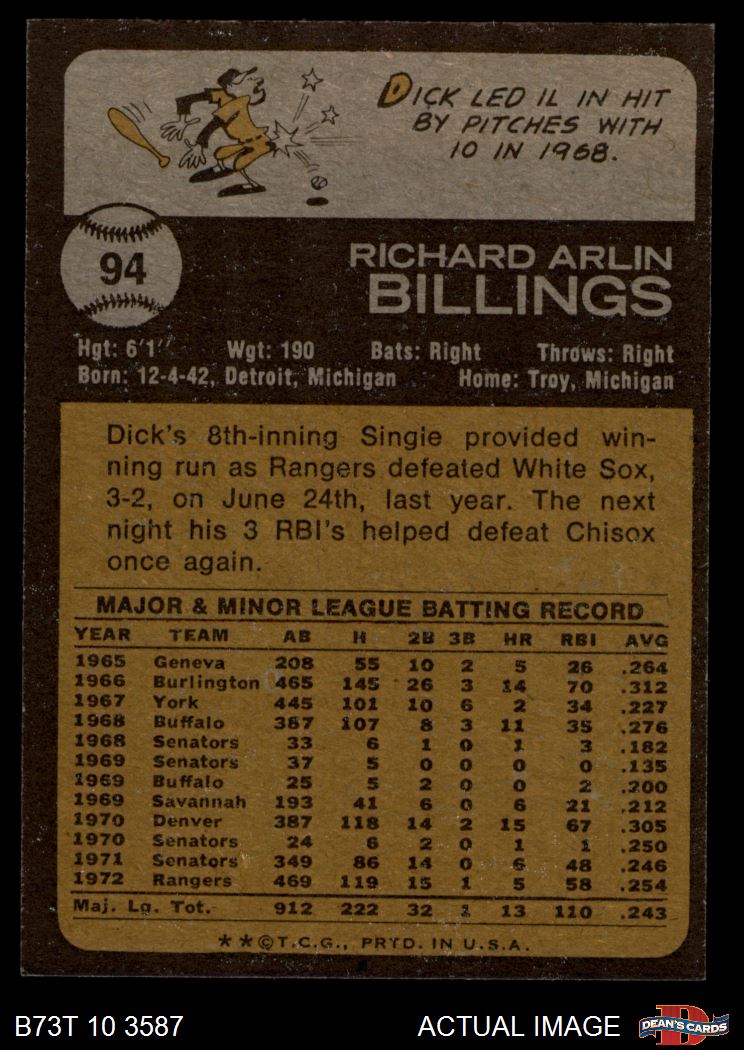 DICK LED IL IN HIT
BY PITCHES WITH
10 IN 1968.
94
RICHARD ARLIN
BILLINGS
Hgt: 6'1" Wgt: 190 Bats: Right Throws: Right
Born: 12-4-42, Detroit, Michigan Home: Troy, Michigan
Dick's 8th-inning Single provided win-
ning run as Rangers defeated White Sox,
3-2, on June 24th, last year. The next
night his 3 RBI's helped defeat Chisox
once again.
MAJOR & MINOR LEAGUE BATTING RECORD
YEAR TEAM AB H 2B 3B HR RBI AVG
1965 Geneva 208 55 10 2 5 26 .264
1966 Burlington 465 145 26 3 14 70 .312
1967 York 445 101 10 6 2 34 .227
1968 Buffalo 387 107 8 3 11 35 .276
1968 Senators 33 6 1 0 1 3 .182
1969 Senators 37 5 0 0 0 0 .135
1969 Buffalo 25 5 2 0 0 2 .200
1969 Savannah 193 41 6 0 6 21 .212
1970 Denver 387 118 14 2 15 67 .305
1970 Senators 24 6 2 0 1 1 .250
1971 Senators 349 86 14 0 6 48 .246
1972 Rangers 469 119 15 1 5 58 .254
Maj. Lg. Tot. 912 222 32 1 13 110 .243
**©T.C.G., PRTD. IN U.S.A.
B73T 10 3587 ACTUAL IMAGE DEAN'S CARDS